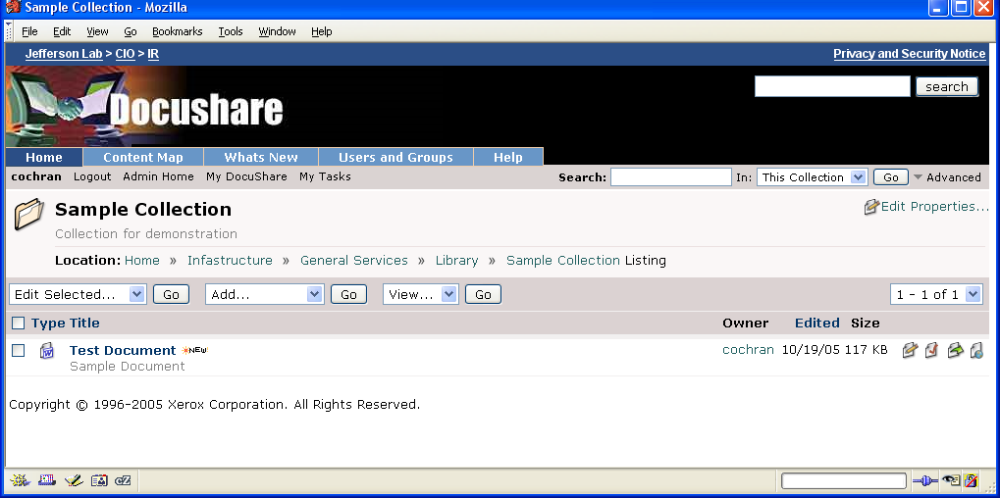 Sample Collection - Mozilla
File Edit View Go Bookmarks Tools Window Help
Jefferson Lab > CIO > IR Privacy and Security Notice
Docushare search
Home Content Map Whats New Users and Groups Help
cochran Logout Admin Home My DocuShare My Tasks Search: In: This Collection Go Advanced
Sample Collection Edit Properties...
Collection for demonstration
Location: Home » Infastructure » General Services » Library » Sample Collection Listing
Edit Selected... Go Add... Go View... Go 1 - 1 of 1
Type Title Owner Edited Size
Test Document NEW! cochran 10/19/05 117 KB
Sample Document
Copyright © 1996-2005 Xerox Corporation. All Rights Reserved.